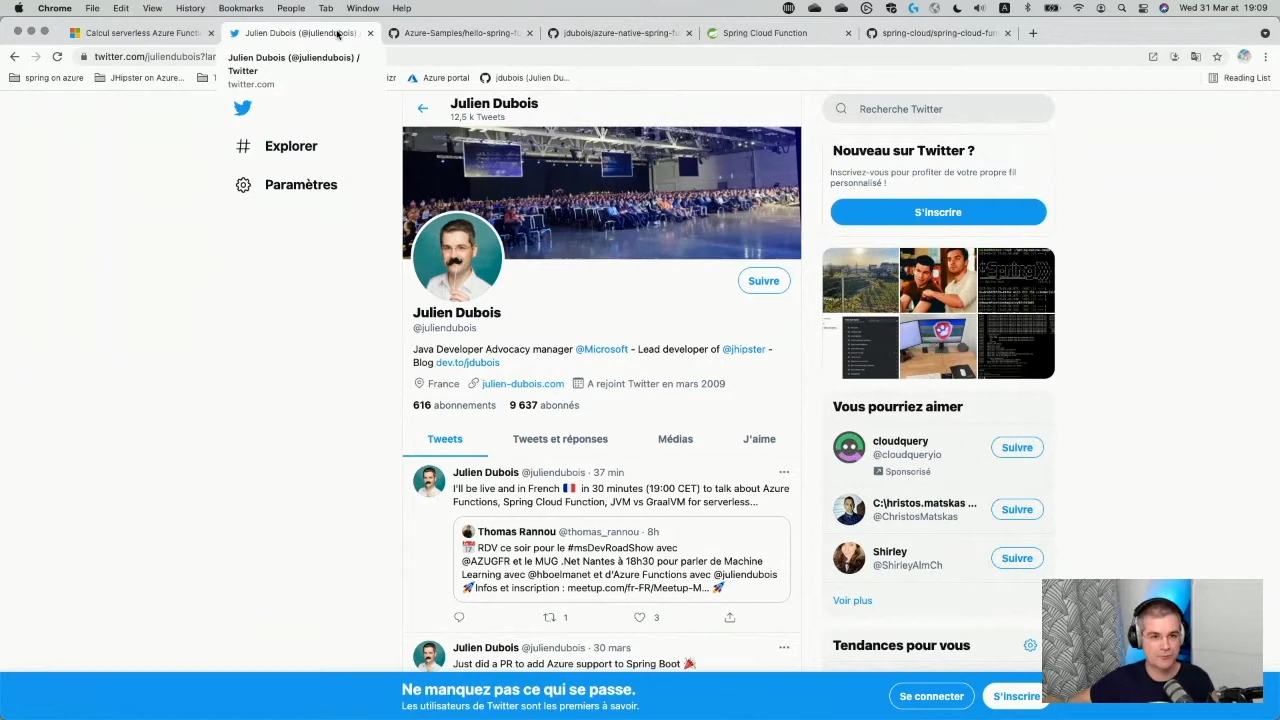 Chrome File Edit View History Bookmarks People Tab Window Help
Wed 31 Mar at 19:09
Calcul serverless Azure Functi
Julien Dubois (@juliendubois)
Azure-Samples/hello-spring-f
jdubois/azure-native-spring-fu
Spring Cloud Function
spring-cloud/spring-cloud-fun
twitter.com/juliendubois?lan
spring on azure
JHipster on Azure...
Azure portal
jdubois (Julien Du...
Reading List
Julien Dubois (@juliendubois) /
Twitter
twitter.com
Explorer
Paramètres
Julien Dubois
12,5 k Tweets
Suivre
Julien Dubois
@juliendubois
Java Developer Advocacy manager @Microsoft - Lead developer of @jhipster -
Blog dev.to/jdubois
France julien-dubois.com A rejoint Twitter en mars 2009
616 abonnements 9 637 abonnés
Tweets Tweets et réponses Médias J'aime
Julien Dubois @juliendubois · 37 min
I'll be live and in French 🇫🇷 in 30 minutes (19:00 CET) to talk about Azure
Functions, Spring Cloud Function, JVM vs GraalVM for serverless...
Thomas Rannou @thomas_rannou · 8h
📅 RDV ce soir pour le #msDevRoadShow avec
@AZUGFR et le MUG .Net Nantes à 18h30 pour parler de Machine
Learning avec @hboelmanet et d'Azure Functions avec @juliendubois
🚀Infos et inscription : meetup.com/fr-FR/Meetup-M... 🚀
1 3
Julien Dubois @juliendubois · 30 mars
Just did a PR to add Azure support to Spring Boot 🎉
Recherche Twitter
Nouveau sur Twitter ?
Inscrivez-vous pour profiter de votre propre fil
personnalisé !
S'inscrire
Vous pourriez aimer
cloudquery
@cloudqueryio
Sponsorisé
Suivre
C:\hristos.matskas ...
@ChristosMatskas
Suivre
Shirley
@ShirleyAlmCh
Suivre
Voir plus
Tendances pour vous
Ne manquez pas ce qui se passe.
Les utilisateurs de Twitter sont les premiers à savoir.
Se connecter
S'inscrire